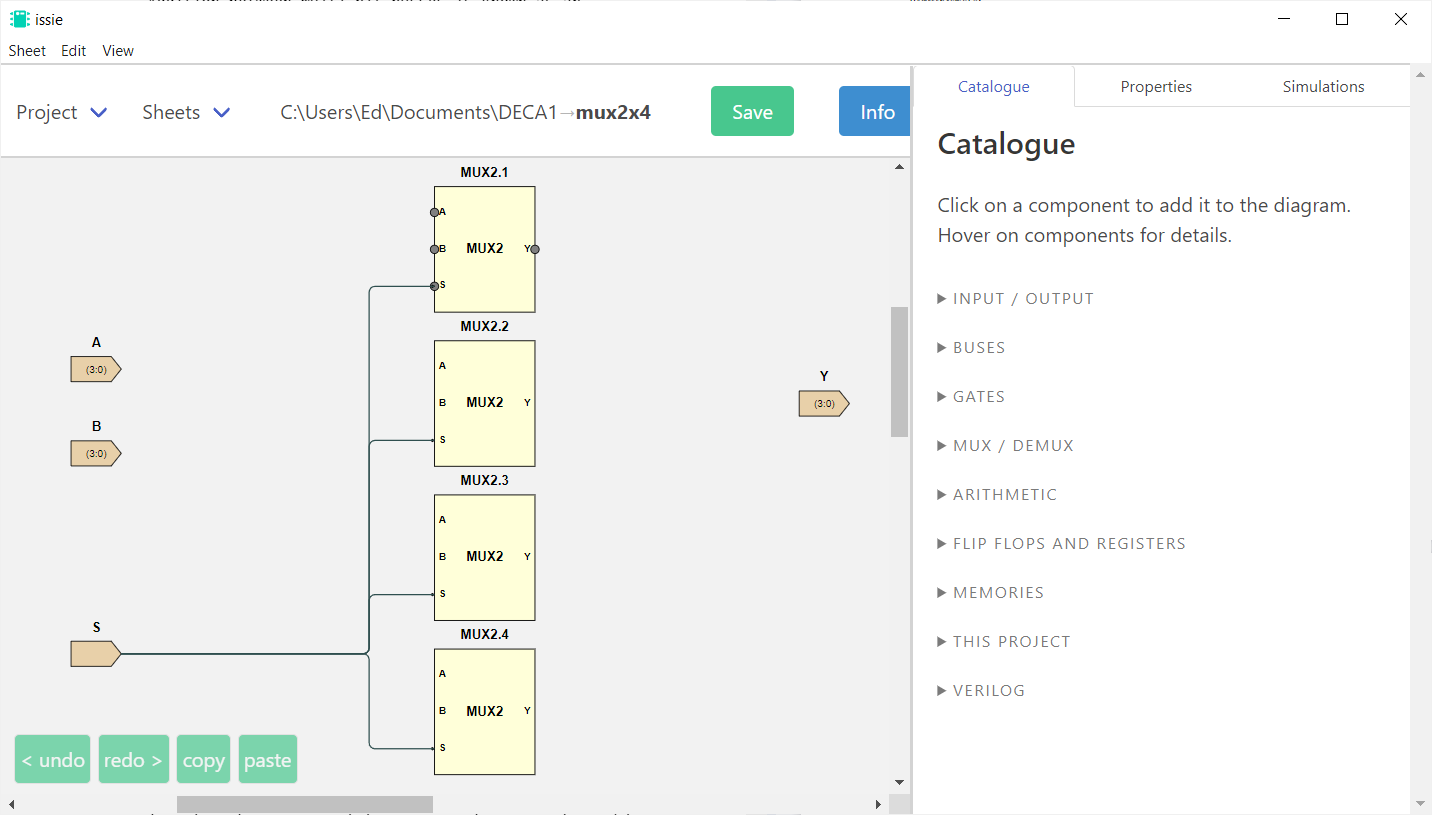 issie
Sheet Edit View
Project Sheets C:\Users\Ed\Documents\DECA1→mux2x4 Save Info
Catalogue Properties Simulations
Catalogue
Click on a component to add it to the diagram.
Hover on components for details.
INPUT / OUTPUT
BUSES
GATES
MUX / DEMUX
ARITHMETIC
FLIP FLOPS AND REGISTERS
MEMORIES
THIS PROJECT
VERILOG
MUX2.1
A
B MUX2 Y
S
MUX2.2
A
B MUX2 Y
S
MUX2.3
A
B MUX2 Y
S
MUX2.4
A
B MUX2 Y
S
A
(3:0)
B
(3:0)
S
Y
(3:0)
< undo redo > copy paste